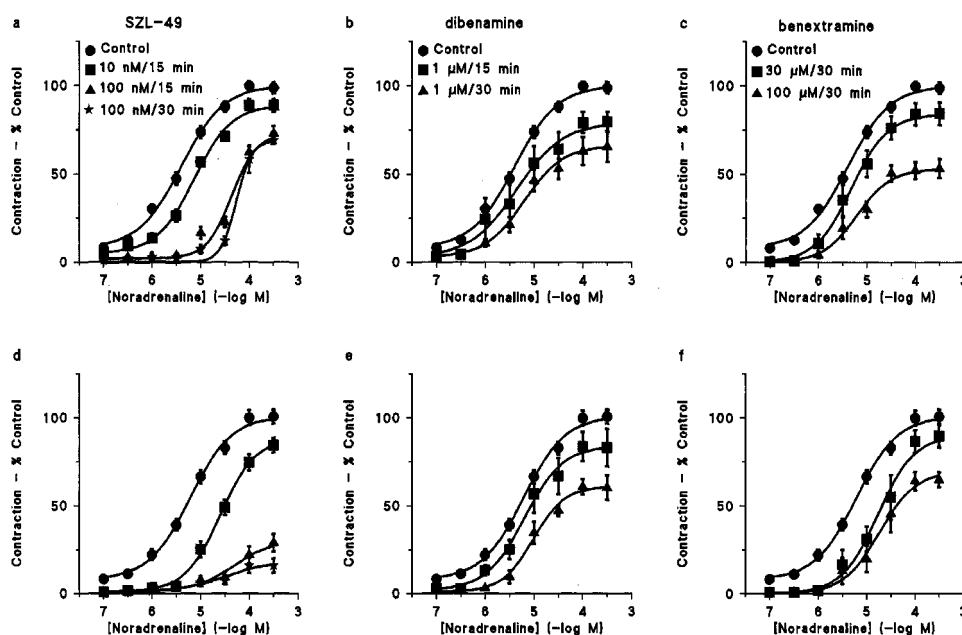 a SZL-49
Control
10 nM/15 min
100 nM/15 min
100 nM/30 min
Contraction - % Control
100
50
0
7 6 5 4 3
[Noradrenaline] (-log M)
b dibenamine
Control
1 µM/15 min
1 µM/30 min
Contraction - % Control
100
50
0
7 6 5 4 3
[Noradrenaline] (-log M)
c benextramine
Control
30 µM/30 min
100 µM/30 min
Contraction - % Control
100
50
0
7 6 5 4 3
[Noradrenaline] (-log M)
d
Contraction - % Control
100
50
0
7 6 5 4 3
[Noradrenaline] (-log M)
e
Contraction - % Control
100
50
0
7 6 5 4 3
[Noradrenaline] (-log M)
f
Contraction - % Control
100
50
0
7 6 5 4 3
[Noradrenaline] (-log M)